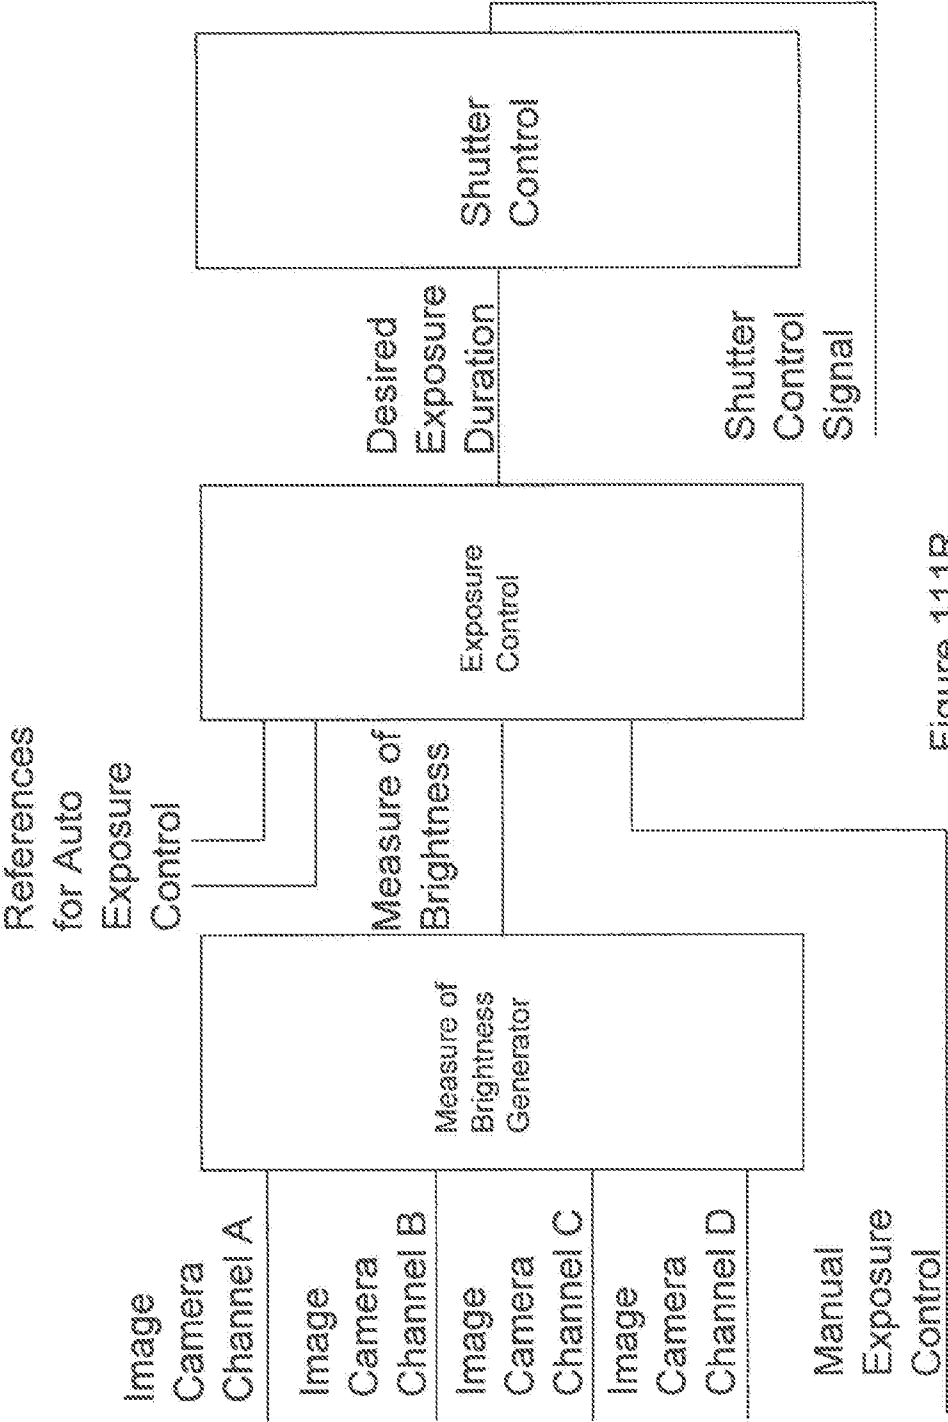 References
for Auto
Exposure
Control
Image
Camera
Channel A
Image
Camera
Channel B
Image
Camera
Channel C
Image
Camera
Channel D
Manual
Exposure
Control
Measure of
Brightness
Generator
Measure of
Brightness
Exposure
Control
Desired
Exposure
Duration
Shutter
Control
Shutter
Control
Signal
Figure